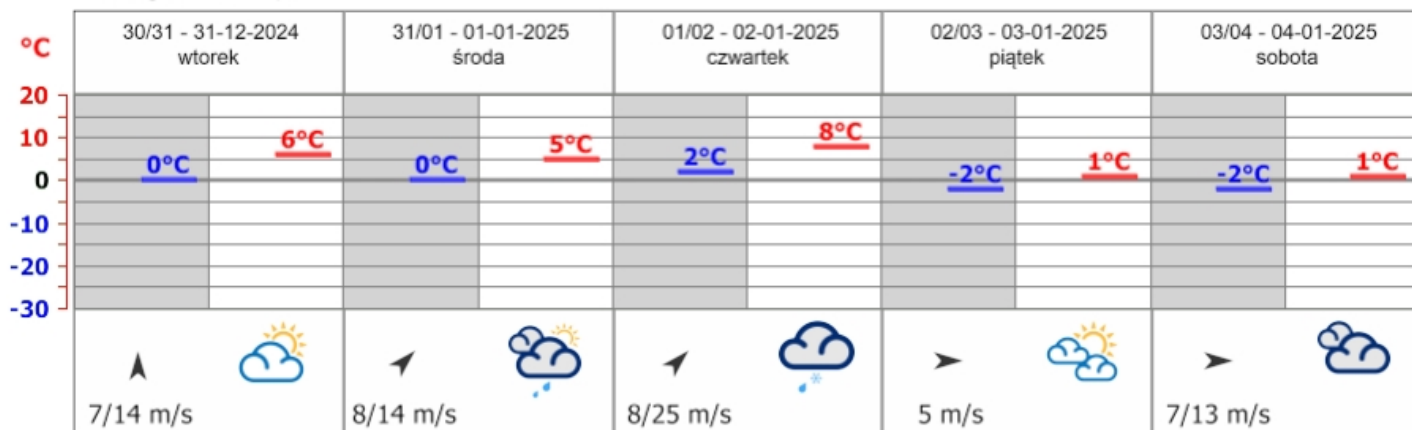 30/31 - 31-12-2024
wtorek
31/01 - 01-01-2025
środa
01/02 - 02-01-2025
czwartek
02/03 - 03-01-2025
piątek
03/04 - 04-01-2025
sobota
°C
20
10
0
-10
-20
-30
0°C
6°C
0°C
5°C
2°C
8°C
-2°C
1°C
-2°C
1°C
7/14 m/s
8/14 m/s
8/25 m/s
5 m/s
7/13 m/s